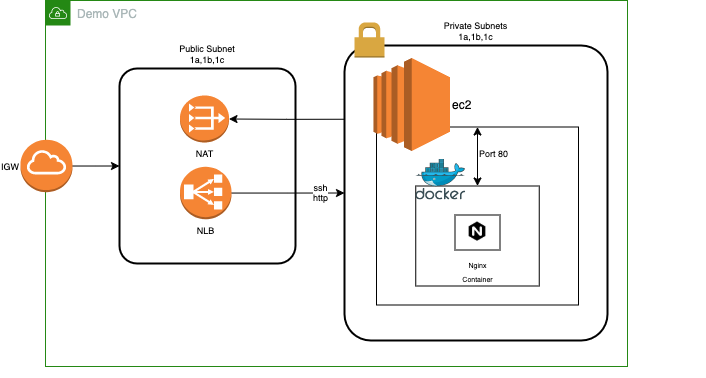 Demo VPC
Public Subnet
1a,1b,1c
Private Subnets
1a,1b,1c
ec2
NAT
Port 80
IGW
docker
ssh
http
NLB
N
Nginx
Container